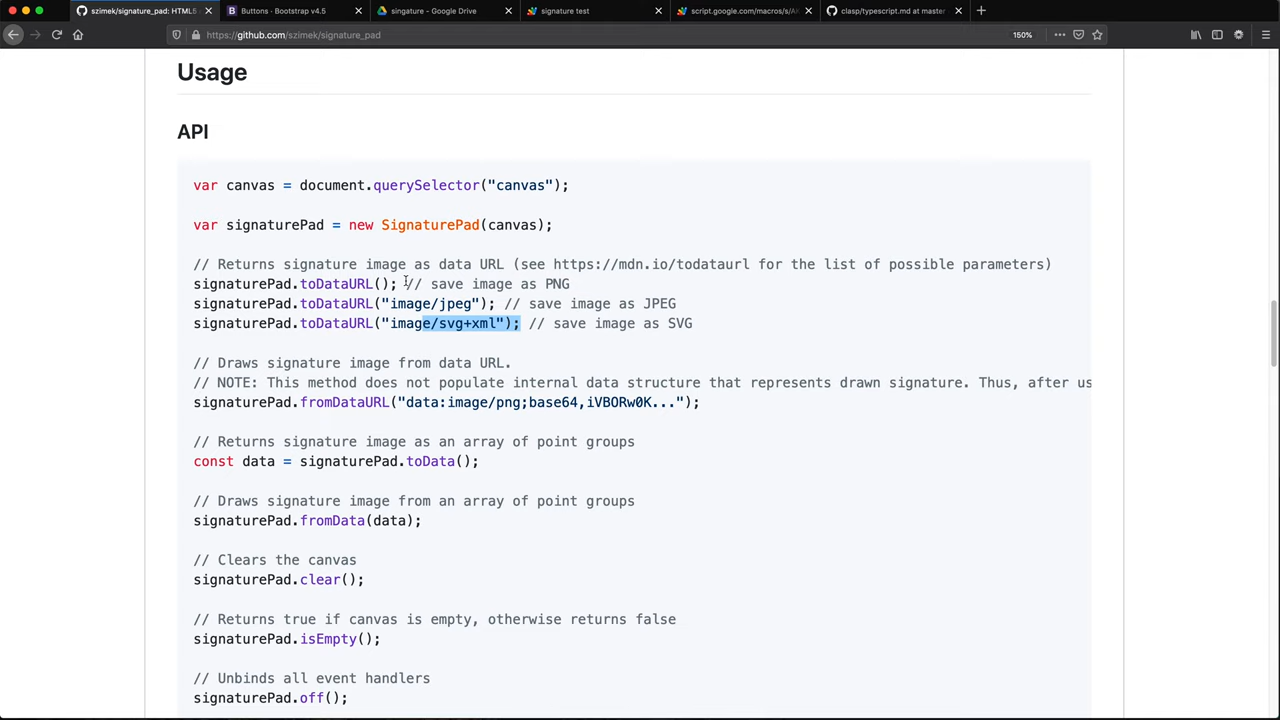 szimek/signature_pad: HTML5
Buttons · Bootstrap v4.5
singature - Google Drive
signature test
script.google.com/macros/s/A
clasp/typescript.md at master
https://github.com/szimek/signature_pad
150%
Usage
API
var canvas = document.querySelector("canvas");
var signaturePad = new SignaturePad(canvas);
// Returns signature image as data URL (see https://mdn.io/todataurl for the list of possible parameters)
signaturePad.toDataURL(); // save image as PNG
signaturePad.toDataURL("image/jpeg"); // save image as JPEG
signaturePad.toDataURL("image/svg+xml"); // save image as SVG
// Draws signature image from data URL.
// NOTE: This method does not populate internal data structure that represents drawn signature. Thus, after us
signaturePad.fromDataURL("data:image/png;base64,iVBORw0K...");
// Returns signature image as an array of point groups
const data = signaturePad.toData();
// Draws signature image from an array of point groups
signaturePad.fromData(data);
// Clears the canvas
signaturePad.clear();
// Returns true if canvas is empty, otherwise returns false
signaturePad.isEmpty();
// Unbinds all event handlers
signaturePad.off();